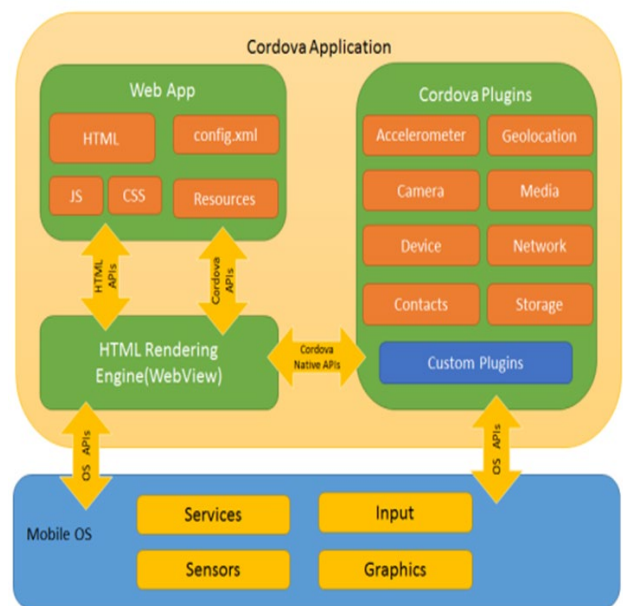 Cordova Application
Web App
HTML
config.xml
JS
CSS
Resources
HTML
APIs
Cordova
APIs
HTML Rendering
Engine(WebView)
Cordova
Native APIs
Cordova Plugins
Accelerometer
Geolocation
Camera
Media
Device
Network
Contacts
Storage
Custom Plugins
OS APIs
OS APIs
Mobile OS
Services
Input
Sensors
Graphics